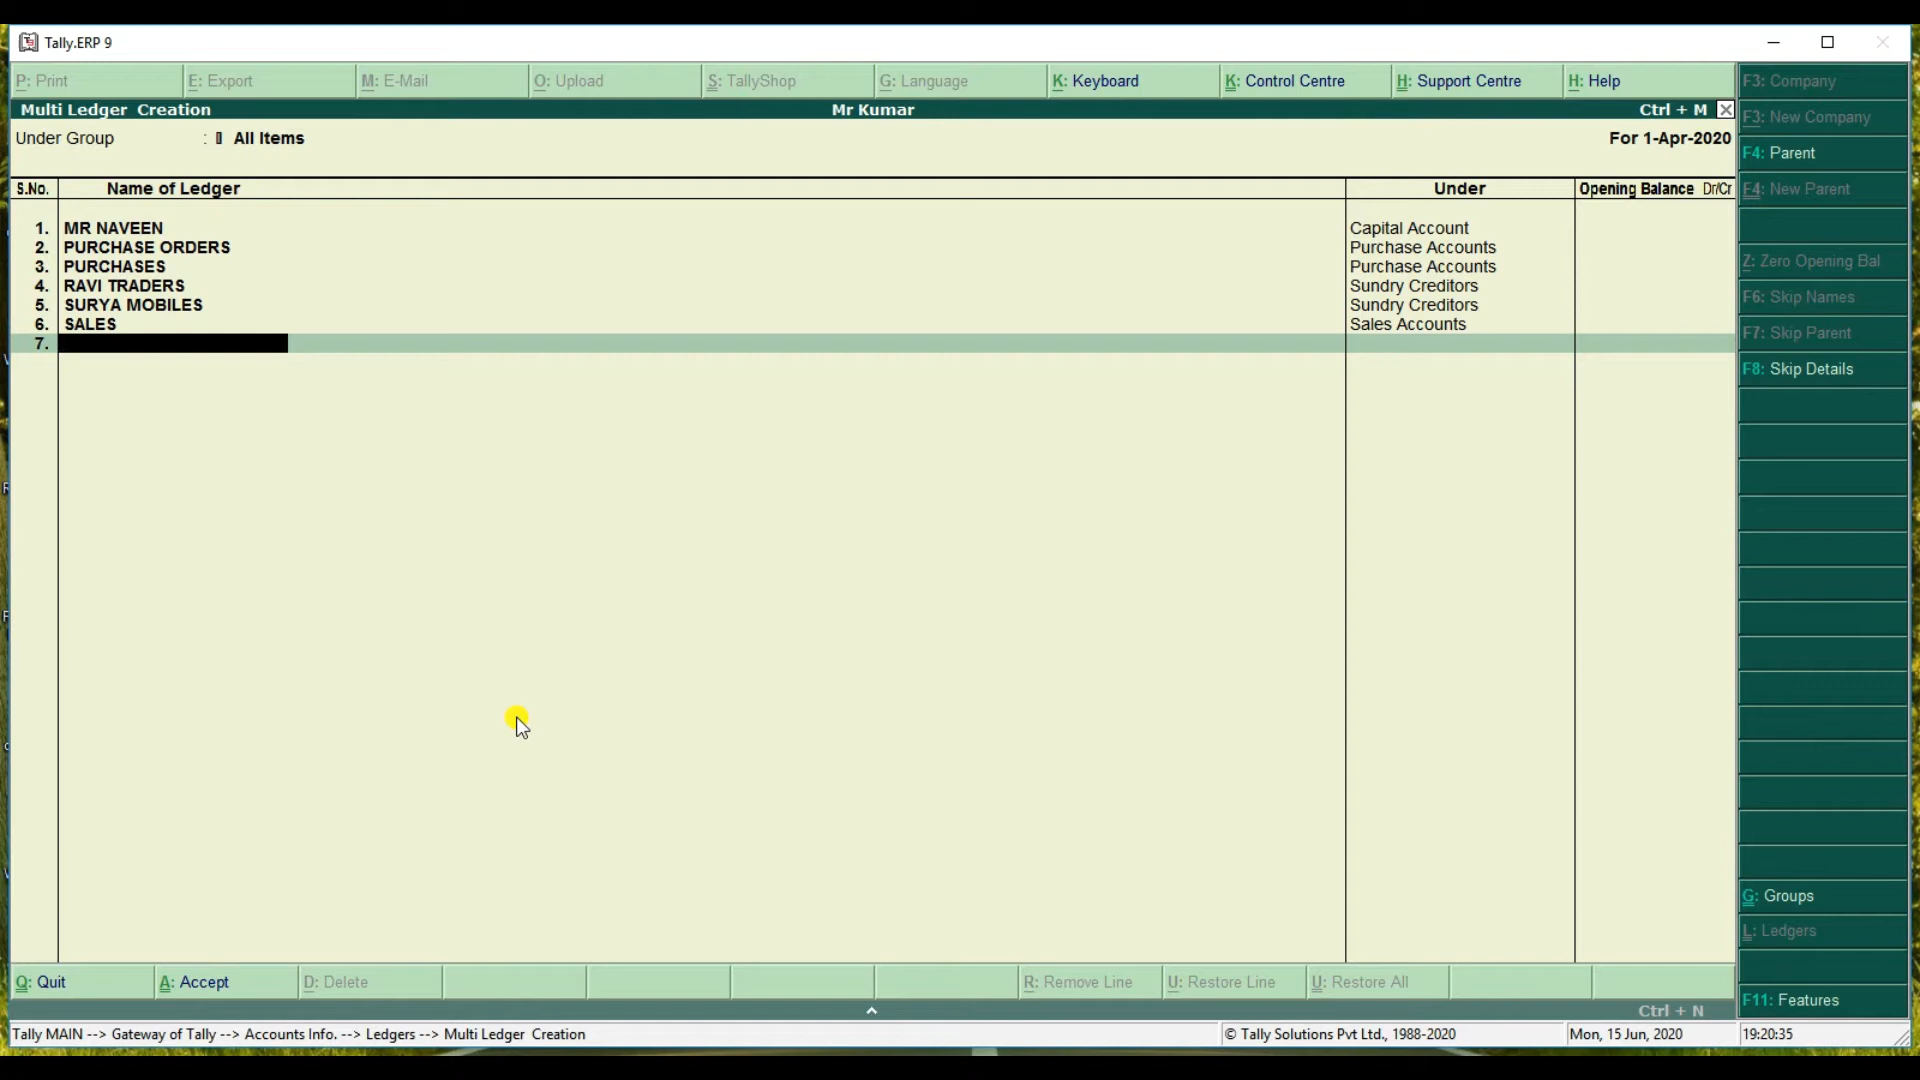 Tally.ERP 9
P: Print E: Export M: E-Mail O: Upload S: TallyShop G: Language K: Keyboard K: Control Centre H: Support Centre H: Help
Multi Ledger Creation Mr Kumar Ctrl + M
Under Group : All Items For 1-Apr-2020
S.No. Name of Ledger Under Opening Balance Dr/Cr
1. MR NAVEEN Capital Account
2. PURCHASE ORDERS Purchase Accounts
3. PURCHASES Purchase Accounts
4. RAVI TRADERS Sundry Creditors
5. SURYA MOBILES Sundry Creditors
6. SALES Sales Accounts
7.
F3: Company
F3: New Company
F4: Parent
F4: New Parent
Z: Zero Opening Bal
F6: Skip Names
F7: Skip Parent
F8: Skip Details
G: Groups
L: Ledgers
F11: Features
Q: Quit A: Accept D: Delete R: Remove Line U: Restore Line U: Restore All
Ctrl + N
Tally MAIN --> Gateway of Tally --> Accounts Info. --> Ledgers --> Multi Ledger Creation © Tally Solutions Pvt Ltd., 1988-2020 Mon, 15 Jun, 2020 19:20:35